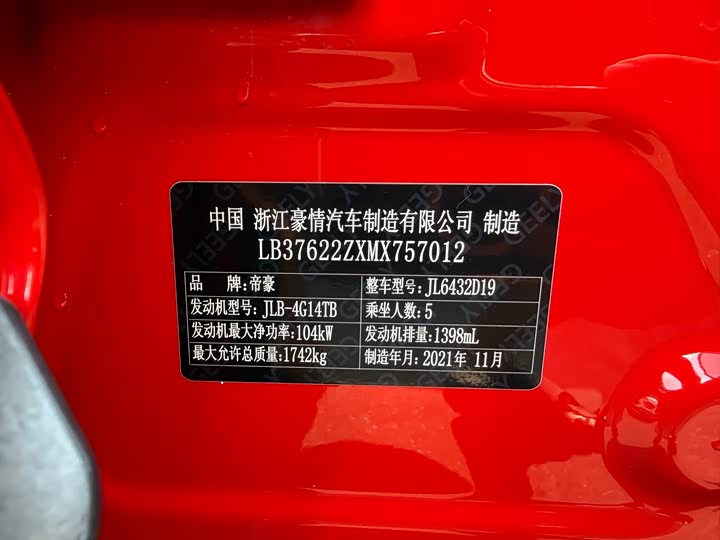 中国 浙江豪情汽车制造有限公司 制造
LB37622ZXMX757012
品 牌:帝豪 整车型号:JL6432D19
发动机型号:JLB-4G14TB 乘坐人数:5
发动机最大净功率:104kW 发动机排量:1398mL
最大允许总质量:1742kg 制造年月:2021年 11月